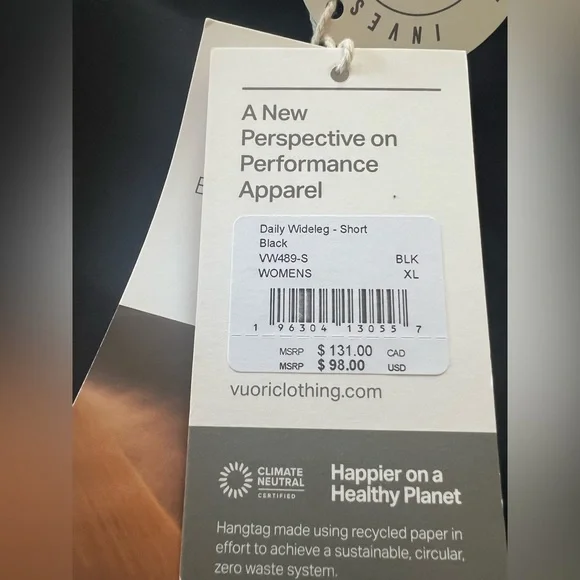 INVES
A New
Perspective on
Performance
Apparel
Daily Wideleg - Short
Black
VW489-S BLK
WOMENS XL
1 96304 13055 7
MSRP $ 131.00 CAD
MSRP $ 98.00 USD
vuoriclothing.com
CLIMATE
NEUTRAL
CERTIFIED
Happier on a
Healthy Planet
Hangtag made using recycled paper in
effort to achieve a sustainable, circular,
zero waste system.